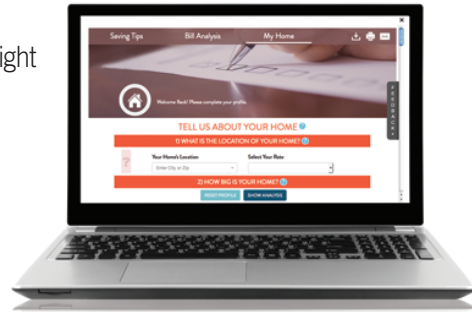 ight
Saving Tips Bill Analysis My Home
Welcome Back! Please complete your profile.
TELL US ABOUT YOUR HOME ?
1) WHAT IS THE LOCATION OF YOUR HOME? ?
?
Your Home's Location Select Your Rate
Enter City or Zip
2) HOW BIG IS YOUR HOME? ?
RESET PROFILE SHOW ANALYSIS
FEEDBACK